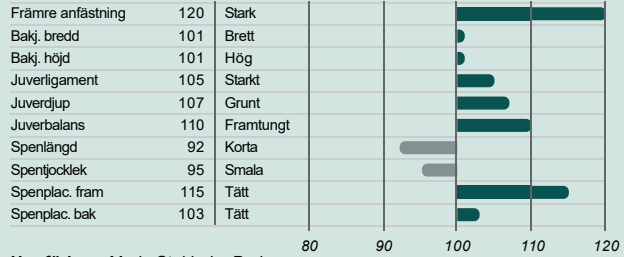 Främre anfästning 120 Stark
Bakj. bredd 101 Brett
Bakj. höjd 101 Hög
Juverligament 105 Starkt
Juverdjup 107 Grunt
Juverbalans 110 Framtungt
Spenlängd 92 Korta
Spentjocklek 95 Smala
Spenplac. fram 115 Tätt
Spenplac. bak 103 Tätt
80 90 100 110 120